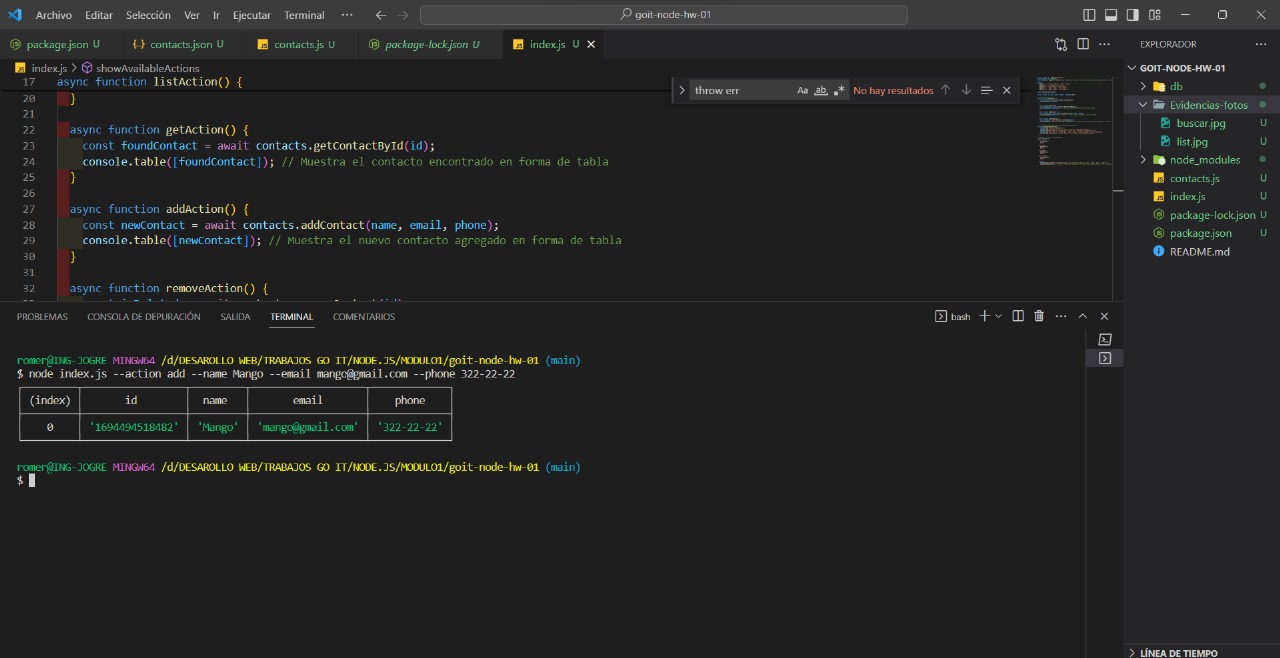 Archivo Editar Selección Ver Ir Ejecutar Terminal ··· goit-node-hw-01
package.json U contacts.json U contacts.js U package-lock.json U index.js U
EXPLORADOR
index.js > showAvailableActions
17 async function listAction() {
throw err Aa ab .* No hay resultados
20 }
21
22 async function getAction() {
23 const foundContact = await contacts.getContactById(id);
24 console.table([foundContact]); // Muestra el contacto encontrado en forma de tabla
25 }
26
27 async function addAction() {
28 const newContact = await contacts.addContact(name, email, phone);
29 console.table([newContact]); // Muestra el nuevo contacto agregado en forma de tabla
30 }
31
32 async function removeAction() {
GOIT-NODE-HW-01
db
Evidencias-fotos
buscar.jpg U
list.jpg U
node_modules
contacts.js U
index.js U
package-lock.json U
package.json U
README.md
PROBLEMAS CONSOLA DE DEPURACIÓN SALIDA TERMINAL COMENTARIOS bash
romer@ING-JOGRE MINGW64 /d/DESAROLLO WEB/TRABAJOS GO IT/NODE.JS/MODULO1/goit-node-hw-01 (main)
$ node index.js --action add --name Mango --email mango@gmail.com --phone 322-22-22
(index) id name email phone
0 '1694494518482' 'Mango' 'mango@gmail.com' '322-22-22'
romer@ING-JOGRE MINGW64 /d/DESAROLLO WEB/TRABAJOS GO IT/NODE.JS/MODULO1/goit-node-hw-01 (main)
$
LÍNEA DE TIEMPO